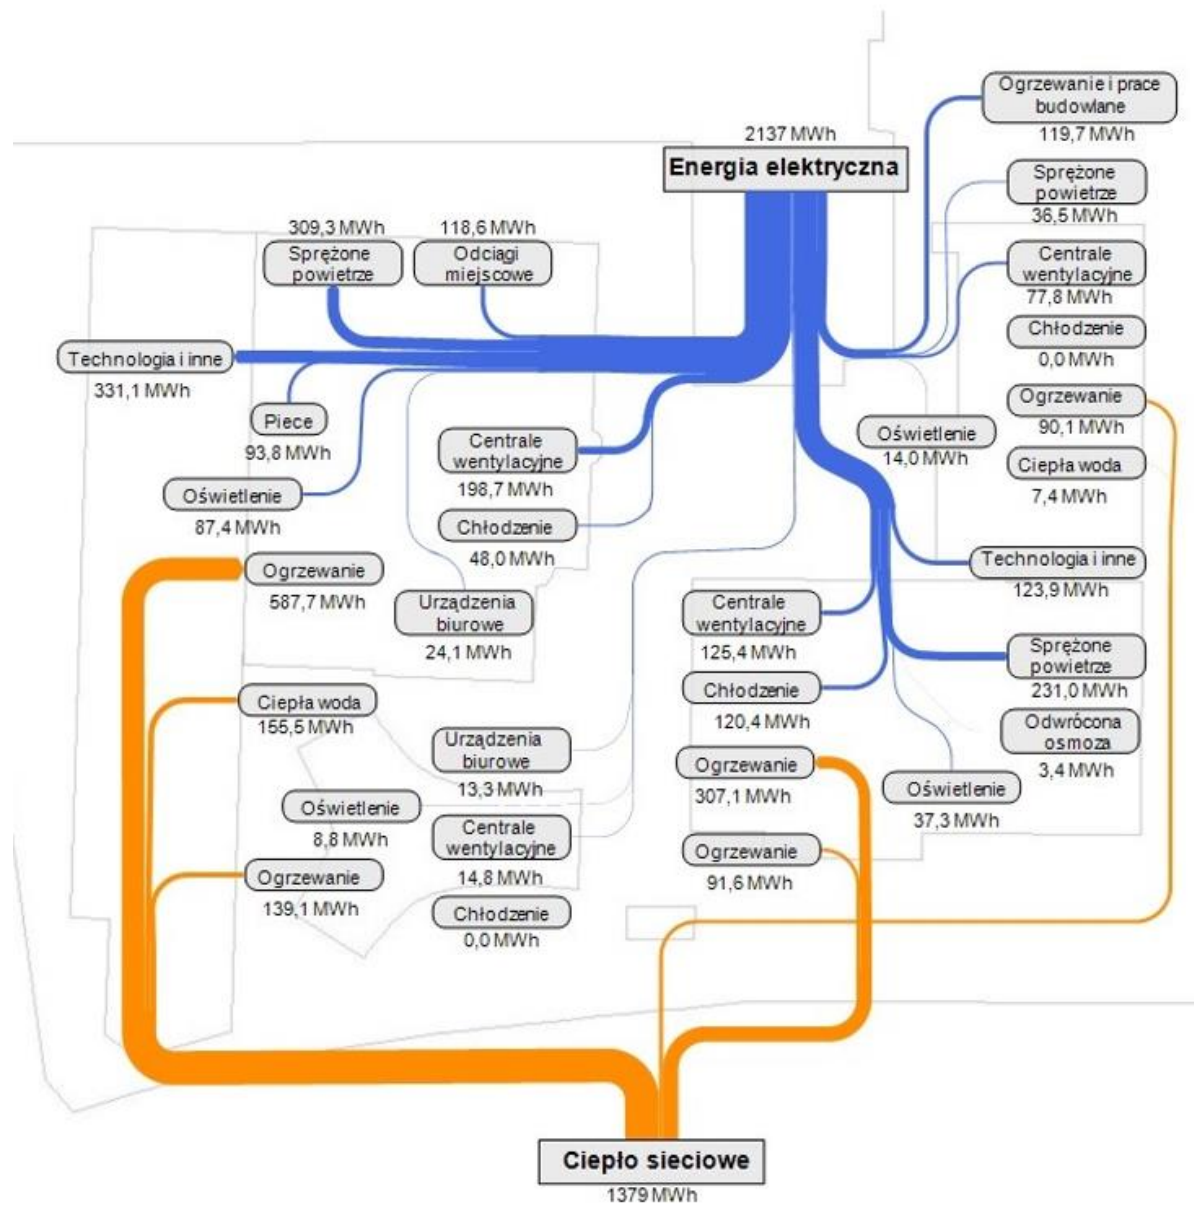 2137 MWh
Energia elektryczna
Ogrzewanie i prace
budowlane
119,7 MWh
Sprężone
powietrze
36,5 MWh
Centrale
wentylacyjne
77,8 MWh
Chłodzenie
0,0 MWh
Ogrzewanie
90,1 MWh
Ciepła woda
7,4 MWh
Oświetlenie
14,0 MWh
309,3 MWh
Sprężone
powietrze
118,6 MWh
Odciągi
miejscowe
Technologia i inne
331,1 MWh
Piece
93,8 MWh
Oświetlenie
87,4 MWh
Centrale
wentylacyjne
198,7 MWh
Chłodzenie
48,0 MWh
Ogrzewanie
587,7 MWh
Urządzenia
biurowe
24,1 MWh
Technologia i inne
123,9 MWh
Centrale
wentylacyjne
125,4 MWh
Sprężone
powietrze
231,0 MWh
Chłodzenie
120,4 MWh
Odwrócona
osmoza
3,4 MWh
Ogrzewanie
307,1 MWh
Oświetlenie
37,3 MWh
Ogrzewanie
91,6 MWh
Ciepła woda
155,5 MWh
Urządzenia
biurowe
13,3 MWh
Oświetlenie
8,8 MWh
Centrale
wentylacyjne
14,8 MWh
Ogrzewanie
139,1 MWh
Chłodzenie
0,0 MWh
Ciepło sieciowe
1379 MWh